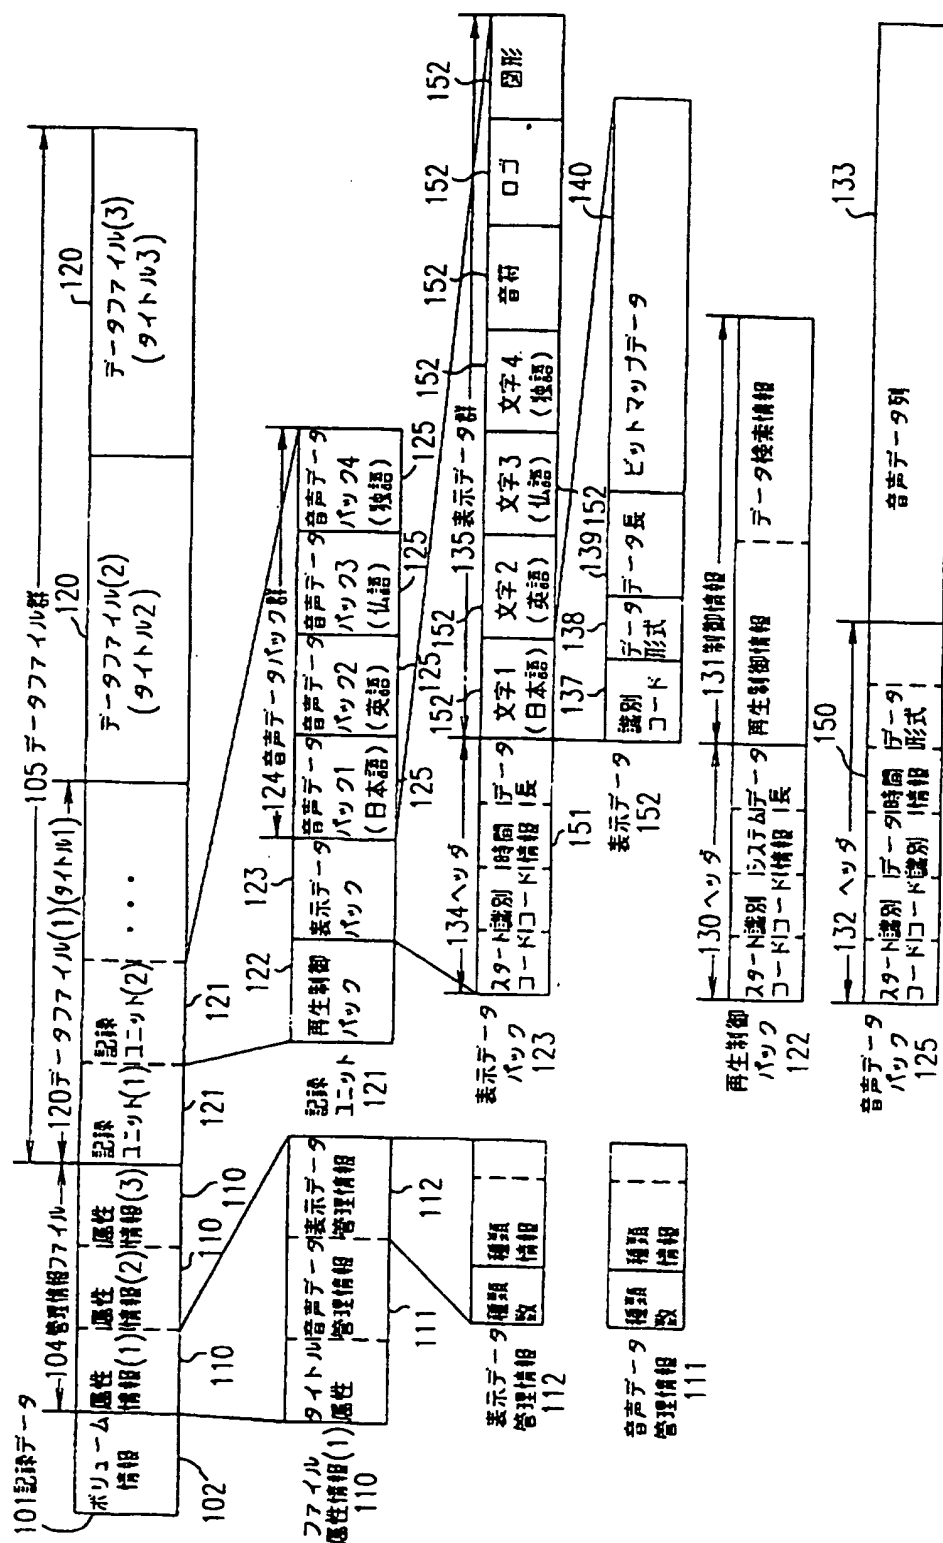 101記録データ
ボリューム
情報
102
104管理情報ファイル
属性
情報(1)
属性
情報(2)
属性
情報(3)
110
110
110
105データファイル群
120データファイル(1)(タイトル1)
記録
ユニット(1)
記録
ユニット(2)
・・・
121
121
データファイル(2)
(タイトル2)
120
データファイル(3)
(タイトル3)
120
ファイル
属性情報(1)
110
タイトル
属性
音声データ
管理情報
表示データ
管理情報
111
112
記録
ユニット
121
再生制御
パック
122
表示データ
パック
123
124音声データパック群
音声データ
パック1
(日本語)
125
音声データ
パック2
(英語)
125
音声データ
パック3
(仏語)
125
音声データ
パック4
(独語)
125
表示データ
管理情報
112
種類
数
種類
情報
表示データ
パック
123
134ヘッダ
スタート
コード
識別
コード
時間
情報
データ
長
151
135表示データ群
文字1
(日本語)
152
文字2
(英語)
152
文字3
(仏語)
152
文字4
(独語)
152
音符
152
ロゴ
152
図形
152
表示データ
152
137
識別
コード
138
データ
形式
139
データ長
140
ビットマップデータ
音声データ
管理情報
111
種類
数
種類
情報
再生制御
パック
122
130ヘッダ
スタート
コード
識別
コード
システム
情報
データ
長
131制御情報
再生制御情報
データ検索情報
音声データ
パック
125
132ヘッダ
150
スタート
コード
識別
コード
データ
識別
時間
情報
データ
形式
133
音声データ列